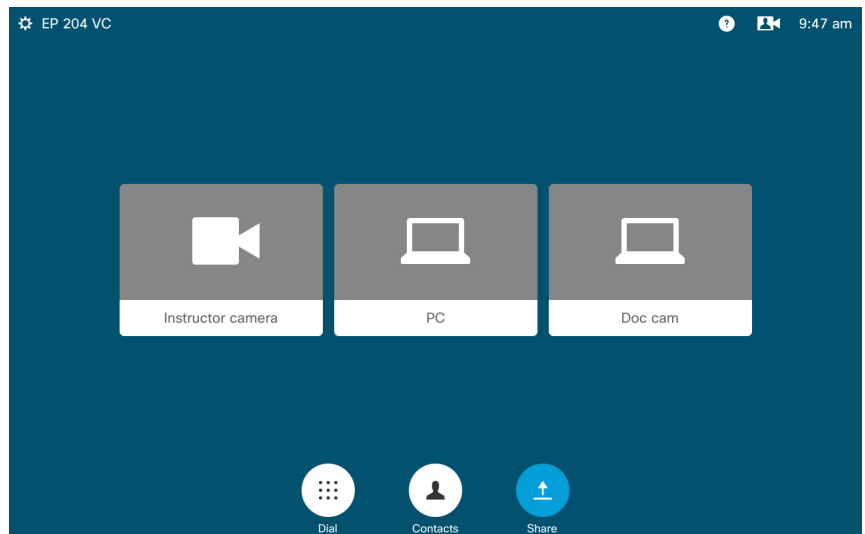 EP 204 VC
? 9:47 am
Instructor camera
PC
Doc cam
Dial
Contacts
Share